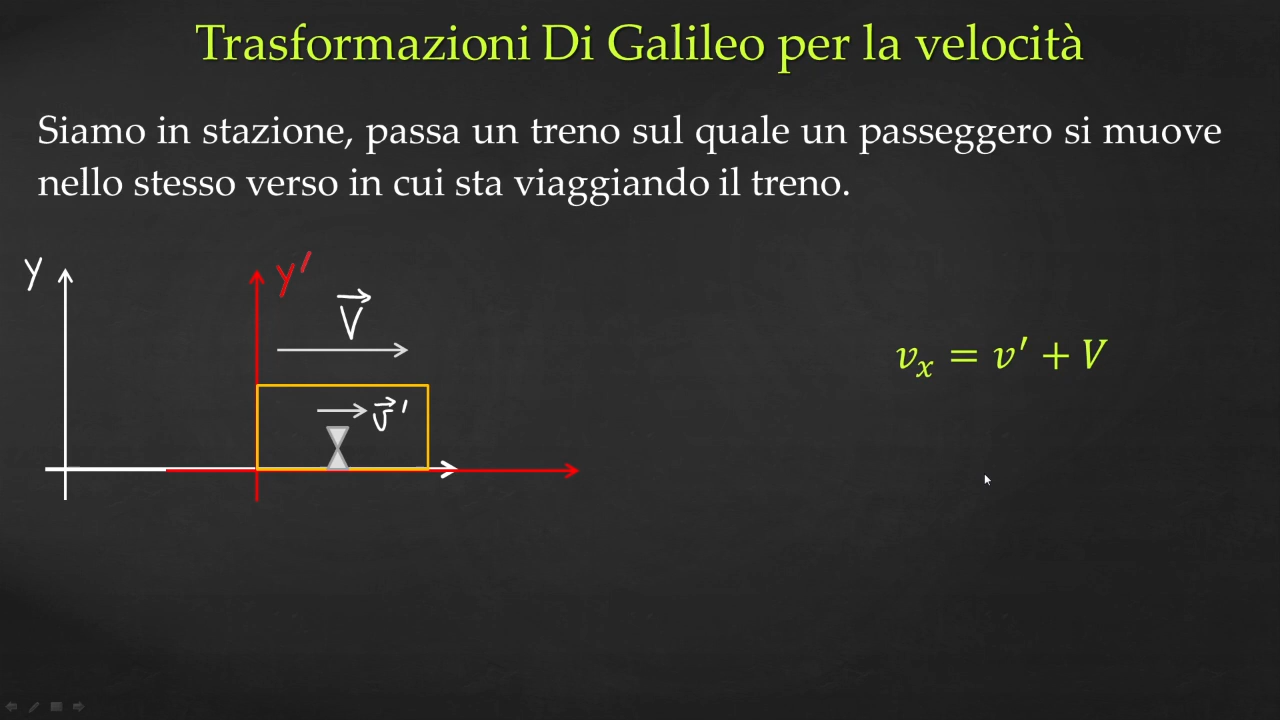 Trasformazioni Di Galileo per la velocità
Siamo in stazione, passa un treno sul quale un passeggero si muove
nello stesso verso in cui sta viaggiando il treno.
y
y'
V⃗
v⃗'
vₓ = v' + V